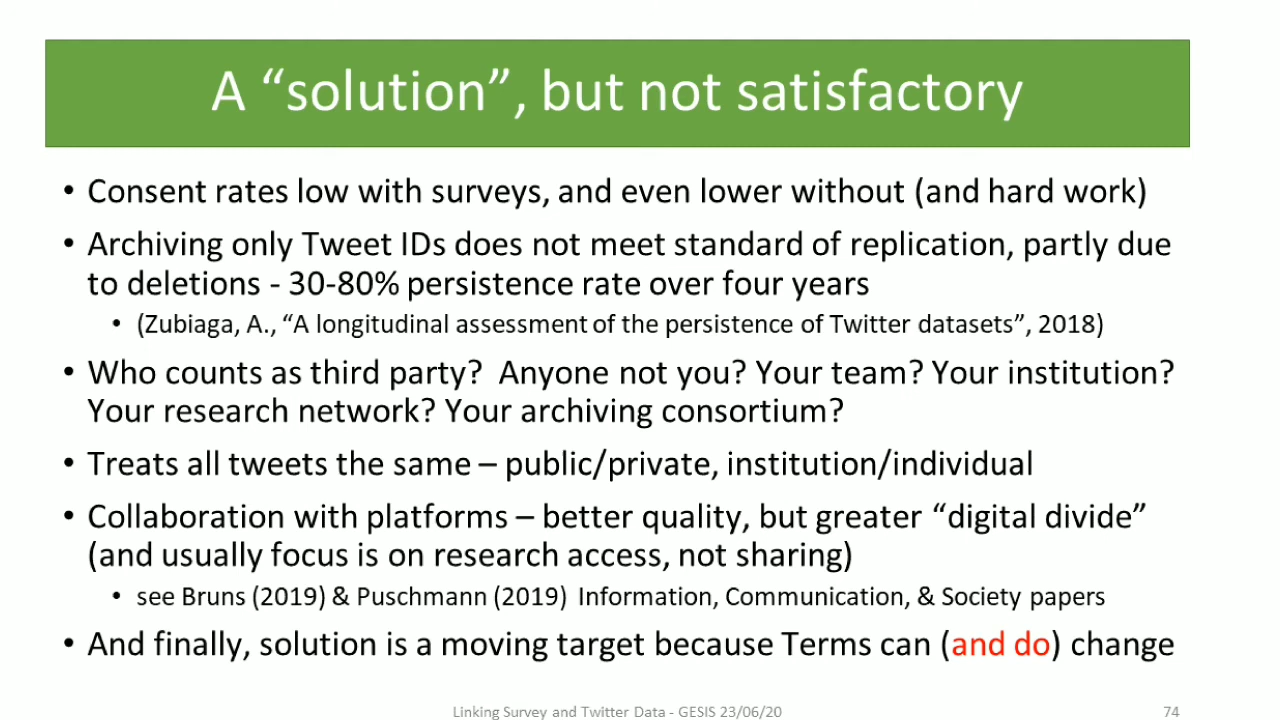 A “solution”, but not satisfactory
• Consent rates low with surveys, and even lower without (and hard work)
• Archiving only Tweet IDs does not meet standard of replication, partly due
to deletions - 30-80% persistence rate over four years
• (Zubiaga, A., “A longitudinal assessment of the persistence of Twitter datasets”, 2018)
• Who counts as third party?  Anyone not you? Your team? Your institution?
Your research network? Your archiving consortium?
• Treats all tweets the same – public/private, institution/individual
• Collaboration with platforms – better quality, but greater “digital divide”
(and usually focus is on research access, not sharing)
• see Bruns (2019) & Puschmann (2019)  Information, Communication, & Society papers
• And finally, solution is a moving target because Terms can (and do) change
Linking Survey and Twitter Data - GESIS 23/06/20
74